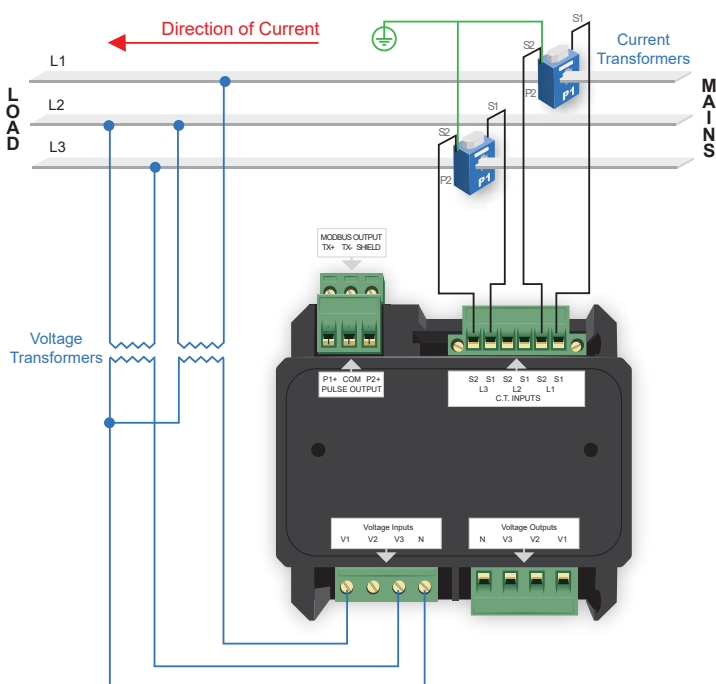 Direction of Current
S1
S2
Current
Transformers
L1
P2
P1
LOAD
MAINS
L2
S1
S2
L3
P2
P1
MODBUS OUTPUT
TX+ TX- SHIELD
Voltage
Transformers
P1+ COM P2+
PULSE OUTPUT
S2 S1 S2 S1 S2 S1
L3 L2 L1
C.T. INPUTS
Voltage Inputs
V1 V2 V3 N
Voltage Outputs
N V3 V2 V1